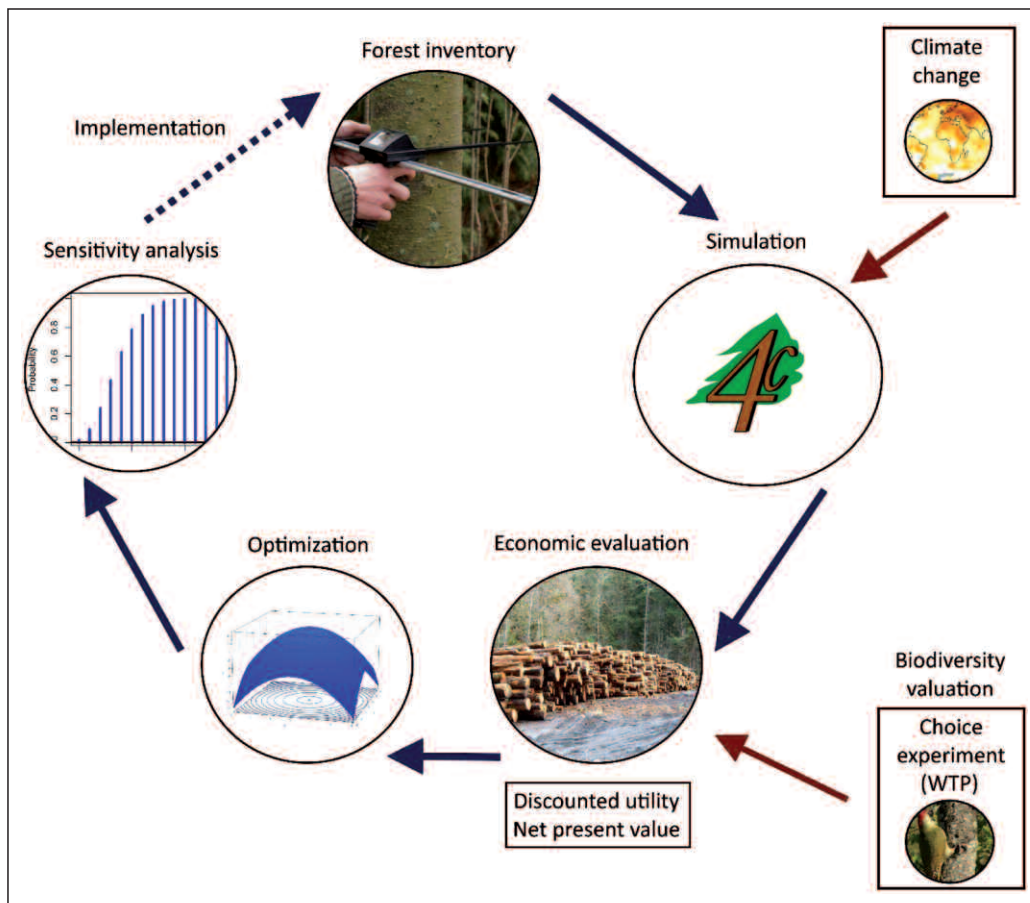 Forest inventory
Climate
change
Implementation
Sensitivity analysis
Simulation
Probability
0.8
0.6
0.4
0.2
0
4c
Optimization
Economic evaluation
Biodiversity
valuation
Choice
experiment
(WTP)
Discounted utility
Net present value